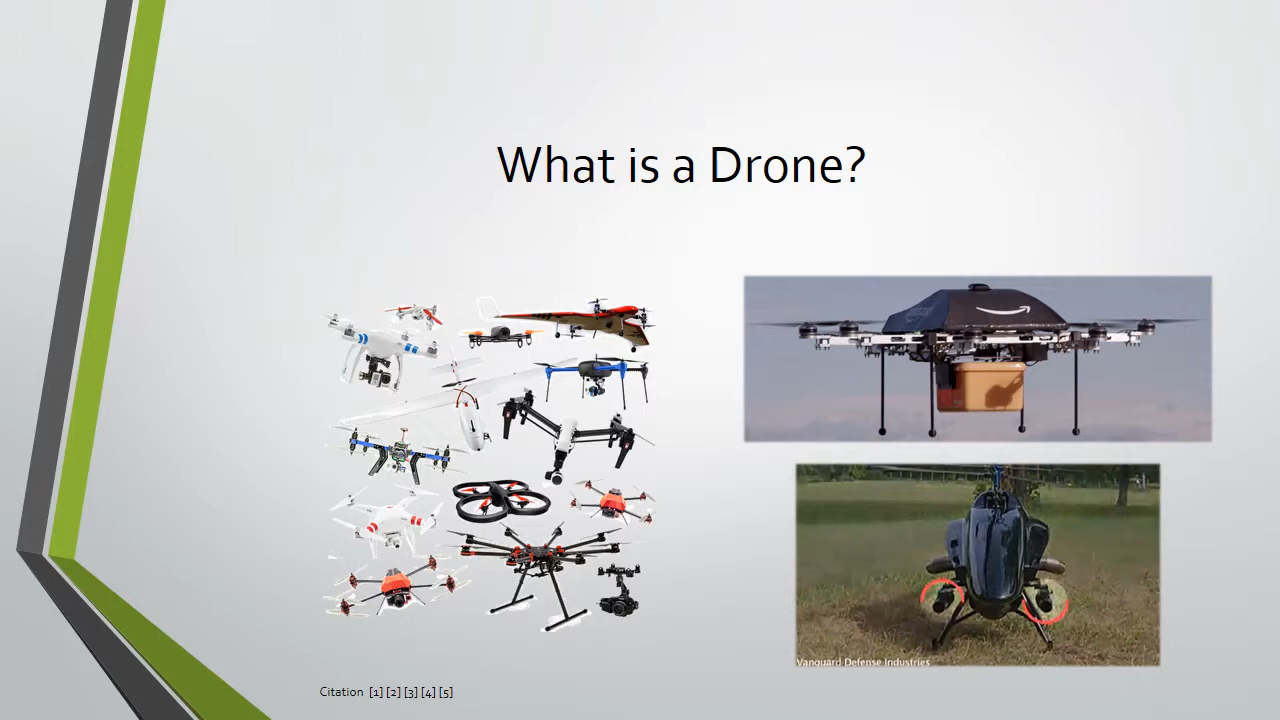 What is a Drone?
Vanguard Defense Industries
Citation [1] [2] [3] [4] [5]